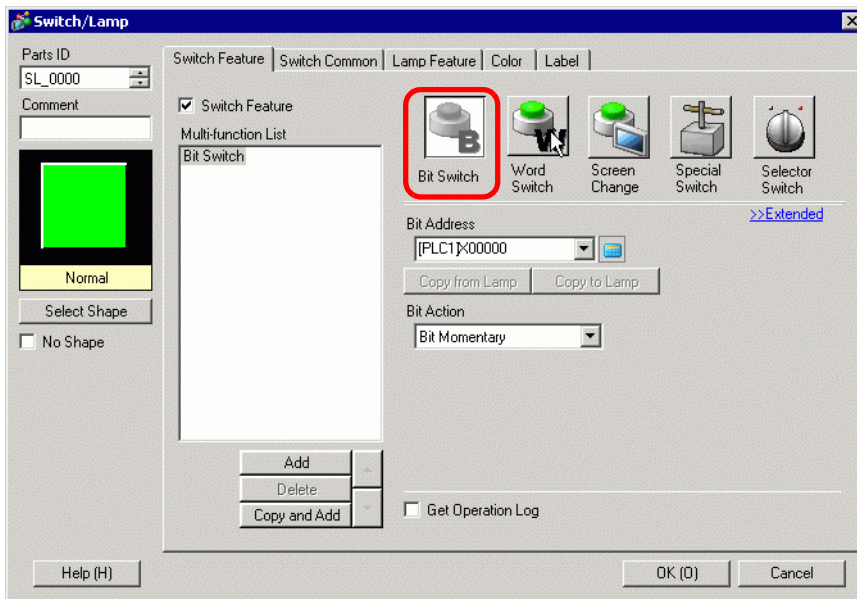 Switch/Lamp
Parts ID
SL_0000
Comment
Normal
Select Shape
No Shape
Switch Feature
Switch Common
Lamp Feature
Color
Label
Switch Feature
Multi-function List
Bit Switch
Add
Delete
Copy and Add
B
Bit Switch
W
Word
Switch
Screen
Change
Special
Switch
Selector
Switch
>>Extended
Bit Address
[PLC1]X00000
Copy from Lamp
Copy to Lamp
Bit Action
Bit Momentary
Get Operation Log
Help (H)
OK (O)
Cancel